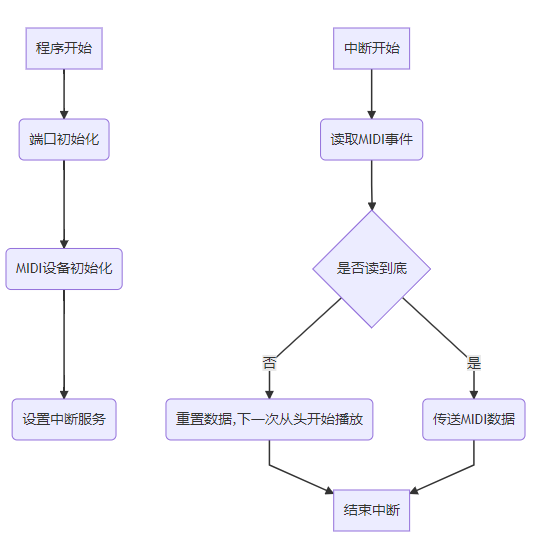 程序开始
端口初始化
MIDI设备初始化
设置中断服务
中断开始
读取MIDI事件
是否读到底
否
是
重置数据,下一次从头开始播放
传送MIDI数据
结束中断